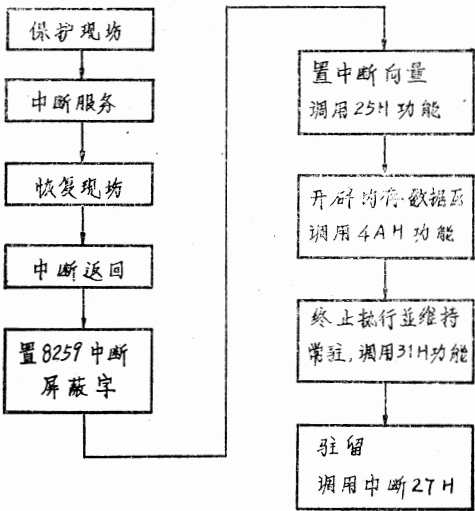 保护现场
中断服务
恢复现场
中断返回
置8259中断
屏蔽字
置中断向量
调用25H功能
开辟内存数据区
调用4AH功能
终止执行並维持
常驻,调用31H功能
驻留
调用中断27H